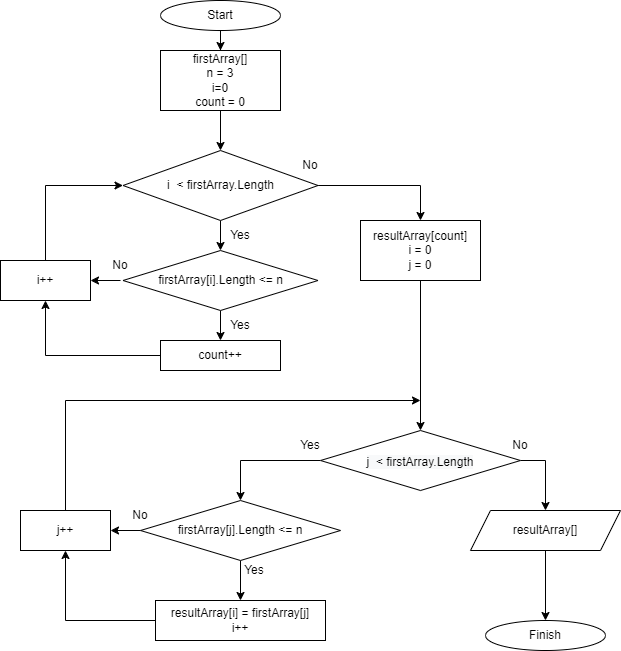 Start
firstArray[]
n = 3
i=0
count = 0
No
i  < firstArray.Length
Yes
resultArray[count]
i = 0
j = 0
No
i++
firstArray[i].Length <= n
Yes
count++
Yes
No
j  < firstArray.Length
No
j++
firstArray[j].Length <= n
resultArray[]
Yes
resultArray[i] = firstArray[j]
i++
Finish